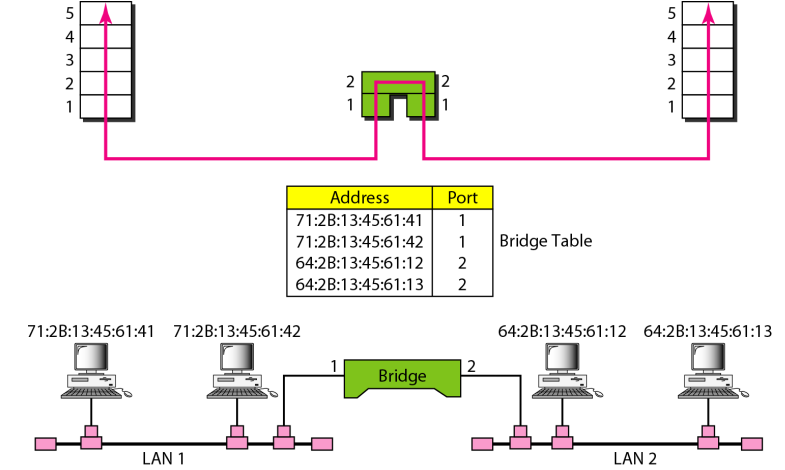 5 5
4 4
3 2 2 3
2 2
1 1 1 1
Address Port
71:2B:13:45:61:41 1
71:2B:13:45:61:42 1
64:2B:13:45:61:12 2
64:2B:13:45:61:13 2
Bridge Table
71:2B:13:45:61:41 71:2B:13:45:61:42 64:2B:13:45:61:12 64:2B:13:45:61:13
1 Bridge 2
LAN 1 LAN 2